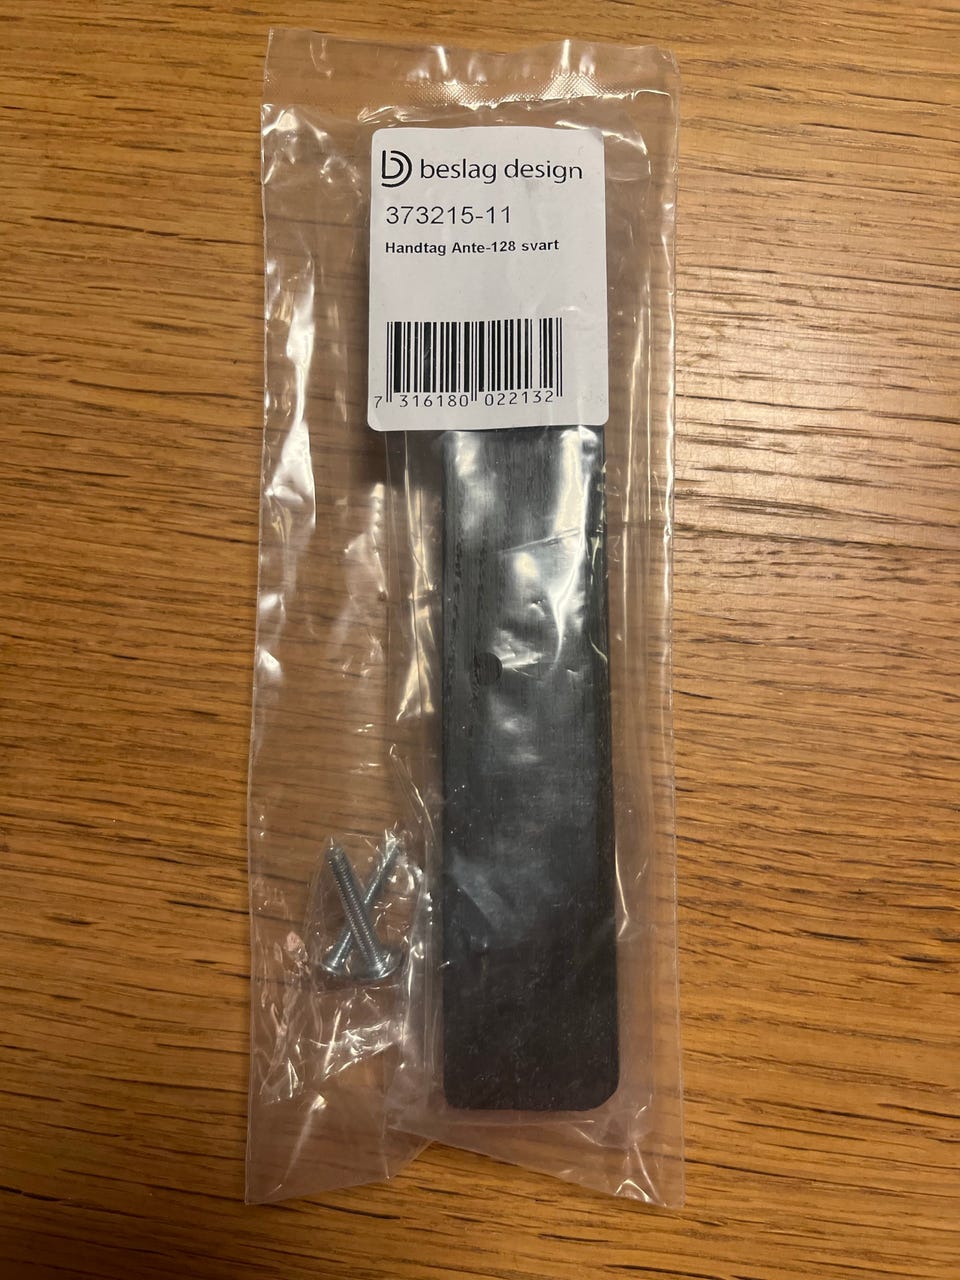 beslag design
373215-11
Handtag Ante-128 svart
7 316180 022132